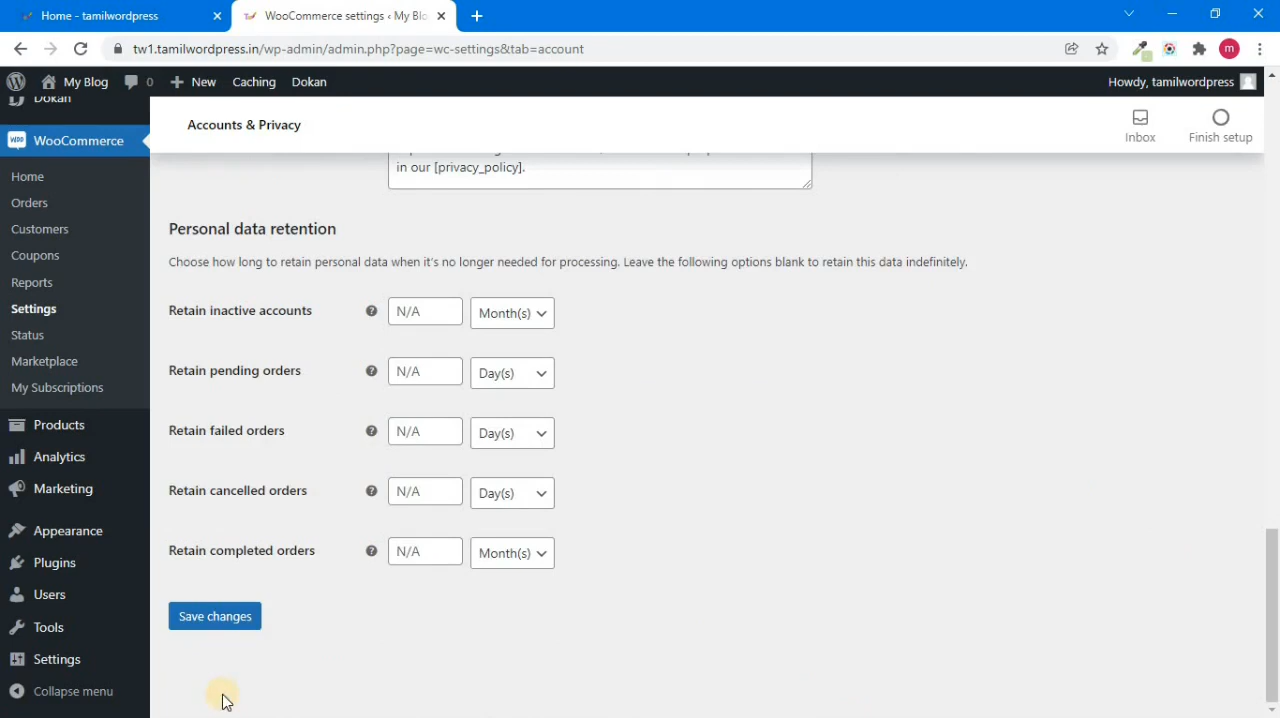 Home - tamilwordpress
WooCommerce settings ‹ My Blo
tw1.tamilwordpress.in/wp-admin/admin.php?page=wc-settings&tab=account
m
My Blog
0
New
Caching
Dokan
Howdy, tamilwordpress
Dokan
WooCommerce
Home
Orders
Customers
Coupons
Reports
Settings
Status
Marketplace
My Subscriptions
Products
Analytics
Marketing
Appearance
Plugins
Users
Tools
Settings
Collapse menu
Accounts & Privacy
Inbox
Finish setup
in our [privacy_policy].
Personal data retention
Choose how long to retain personal data when it's no longer needed for processing. Leave the following options blank to retain this data indefinitely.
Retain inactive accounts
N/A
Month(s)
Retain pending orders
N/A
Day(s)
Retain failed orders
N/A
Day(s)
Retain cancelled orders
N/A
Day(s)
Retain completed orders
N/A
Month(s)
Save changes